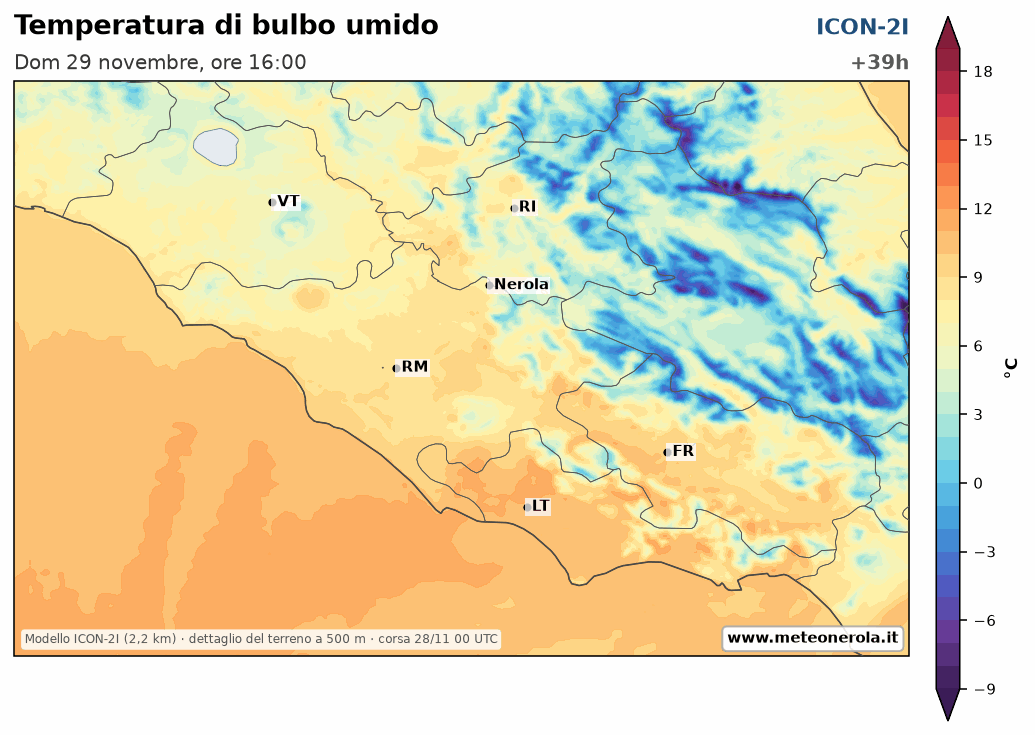 Temperatura di bulbo umido
ICON-2I
Dom 29 novembre, ore 16:00
+39h
18
15
12
9
6
3
0
−3
−6
−9
°C
VT
RI
Nerola
RM
FR
LT
Modello ICON-2I (2,2 km) · dettaglio del terreno a 500 m · corsa 28/11 00 UTC
www.meteonerola.it